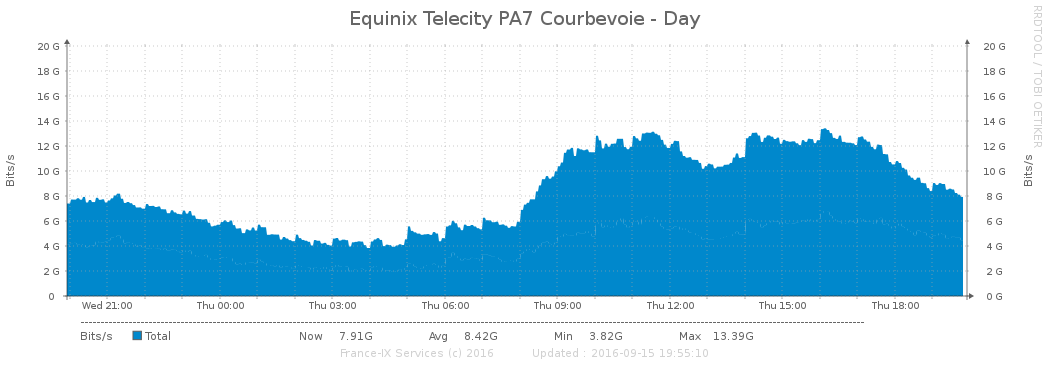 Equinix Telecity PA7 Courbevoie - Day
RRDTOOL / TOBI OETIKER
Bits/s
20 G
18 G
16 G
14 G
12 G
10 G
8 G
6 G
4 G
2 G
0
20 G
18 G
16 G
14 G
12 G
10 G
8 G
6 G
4 G
2 G
0 G
Bits/s
Wed 21:00 Thu 00:00 Thu 03:00 Thu 06:00 Thu 09:00 Thu 12:00 Thu 15:00 Thu 18:00
Bits/s Total Now 7.91G Avg 8.42G Min 3.82G Max 13.39G
France-IX Services (c) 2016 Updated : 2016-09-15 19:55:10